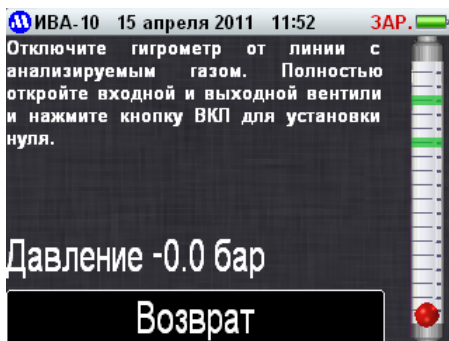 ИВА-10 15 апреля 2011 11:52 ЗАР.
Отключите гигрометр от линии с
анализируемым газом. Полностью
откройте входной и выходной вентили
и нажмите кнопку ВКЛ для установки
нуля.
Давление -0.0 бар
Возврат